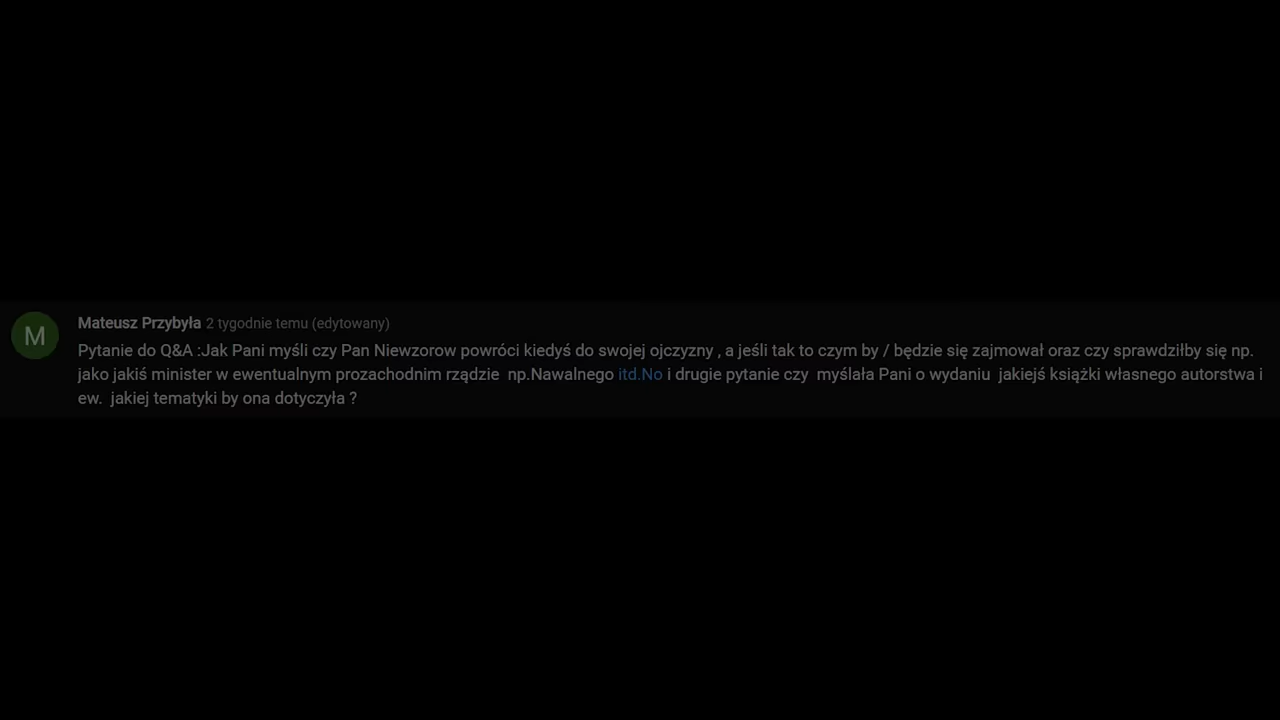 M
Mateusz Przybyła 2 tygodnie temu (edytowany)
Pytanie do Q&A :Jak Pani myśli czy Pan Niewzorow powróci kiedyś do swojej ojczyzny , a jeśli tak to czym by / będzie się zajmował oraz czy sprawdziłby się np.
jako jakiś minister w ewentualnym prozachodnim rządzie  np.Nawalnego itd.No i drugie pytanie czy  myślała Pani o wydaniu  jakiejś książki własnego autorstwa i
ew.  jakiej tematyki by ona dotyczyła ?